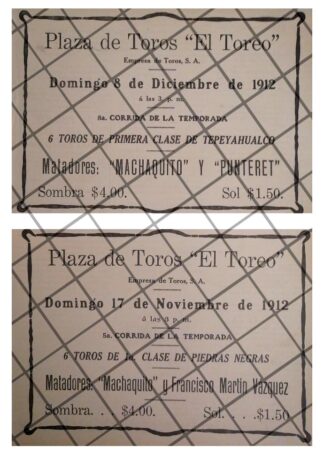 Plaza de Toros "El Toreo"
Empresa de Toros, S. A.
Domingo 8 de Diciembre de 1912
á las 3 p. m.
8a. CORRIDA DE LA TEMPORADA
6 TOROS DE PRIMERA CLASE DE TEPEYAHUALCO
Matadores: "MACHAQUITO" Y "PUNTERET"
Sombra $4.00. Sol $1.50.
Plaza de Toros "El Toreo"
Empresa de Toros, S. A.
Domingo 17 de Noviembre de 1912
á las 3 p. m.
5a. CORRIDA DE LA TEMPORADA
6 TOROS DE 1a. CLASE DE PIEDRAS NEGRAS
Matadores: "Machaquito" y Francisco Martin Vazquez
Sombra. . . $4.00. Sol. . . .$1.50